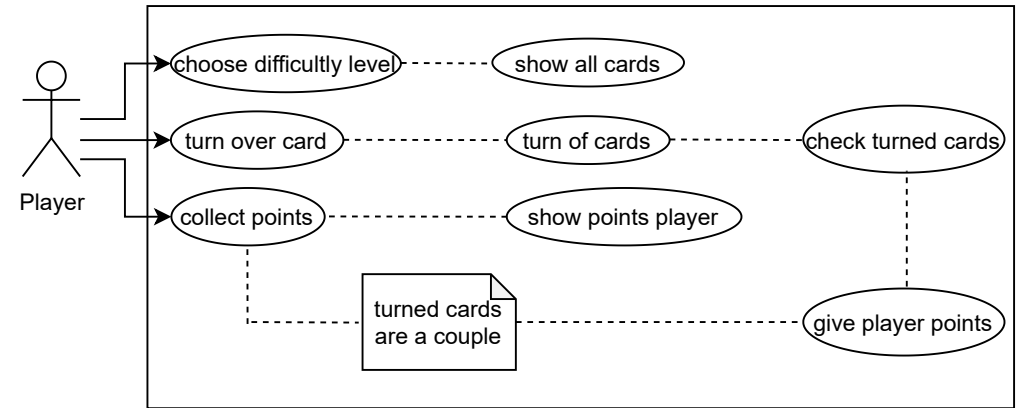 choose difficultly level
show all cards
turn over card
turn of cards
check turned cards
Player
collect points
show points player
turned cards
are a couple
give player points